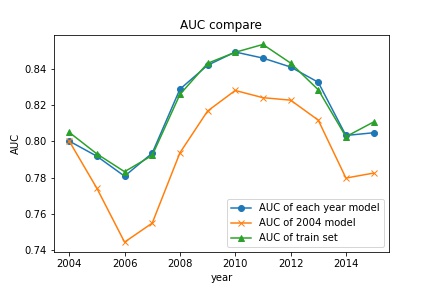 AUC compare
0.84
0.82
0.80
0.78
0.76
0.74
AUC
2004 2006 2008 2010 2012 2014
year
AUC of each year model
AUC of 2004 model
AUC of train set